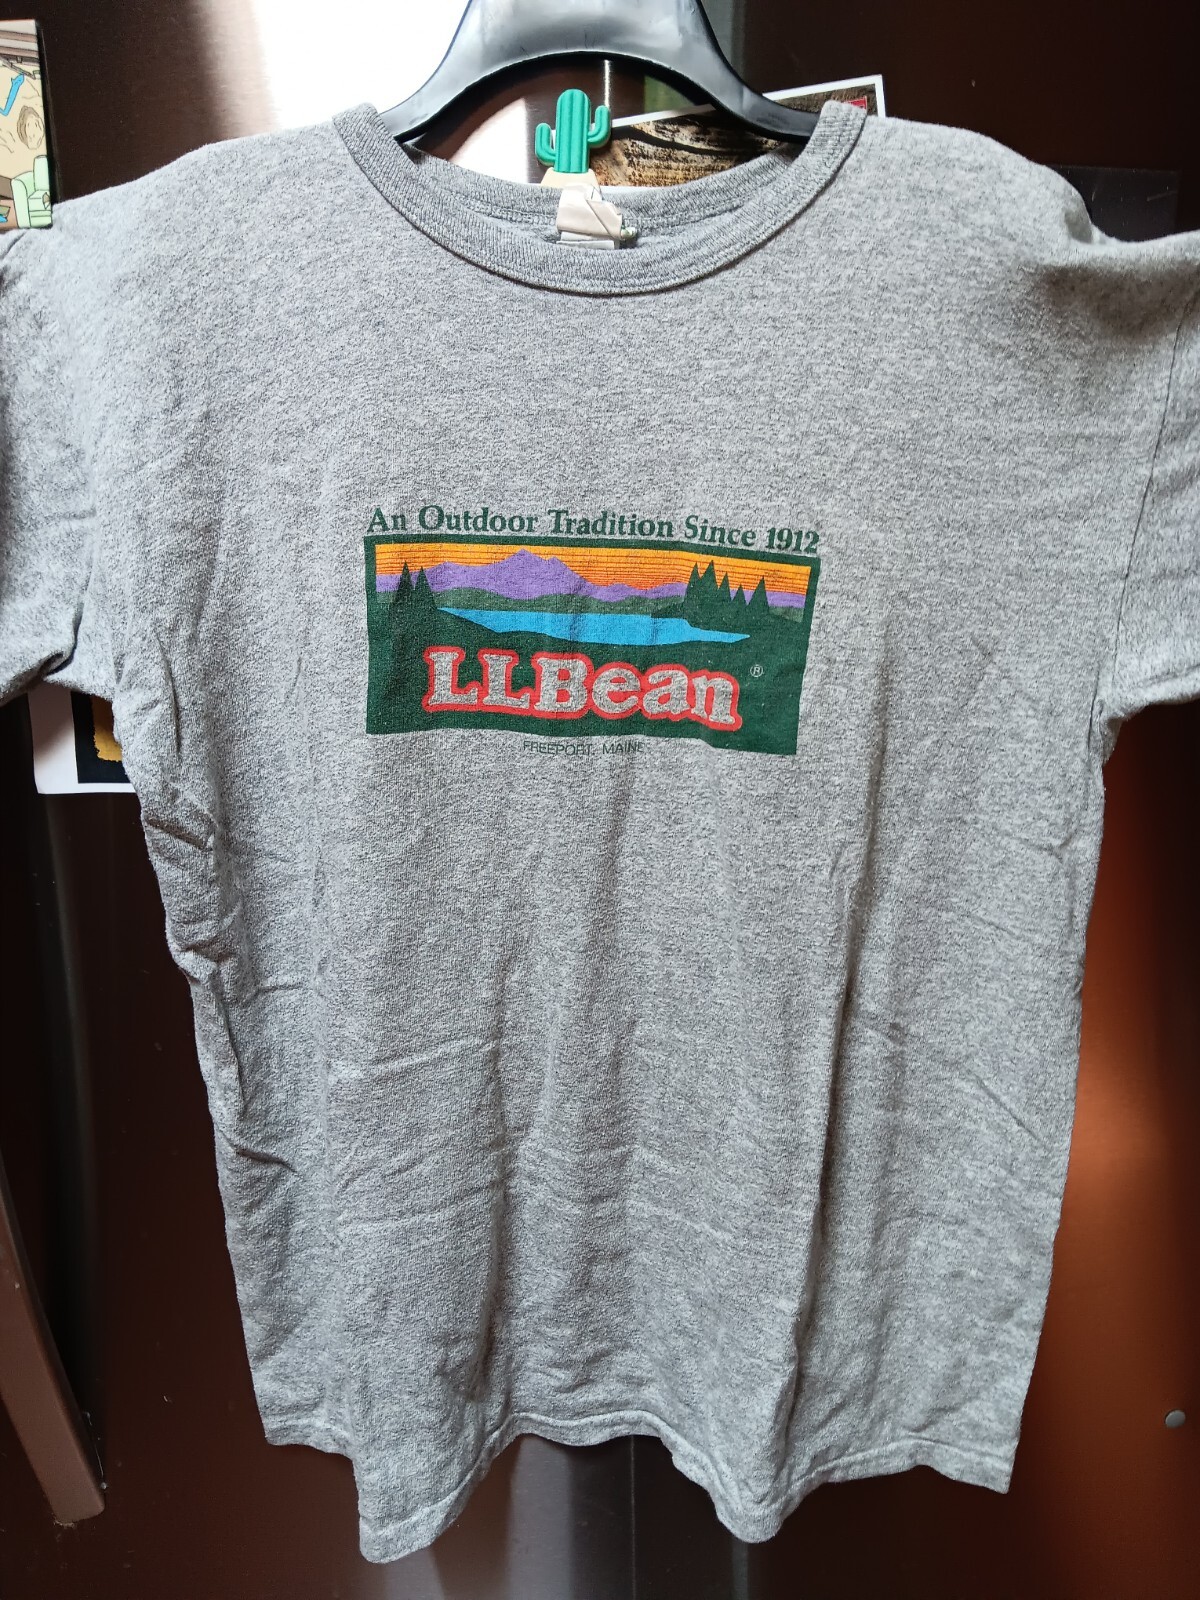 An Outdoor Tradition Since 1912
LLBean ®
FREEPORT, MAINE